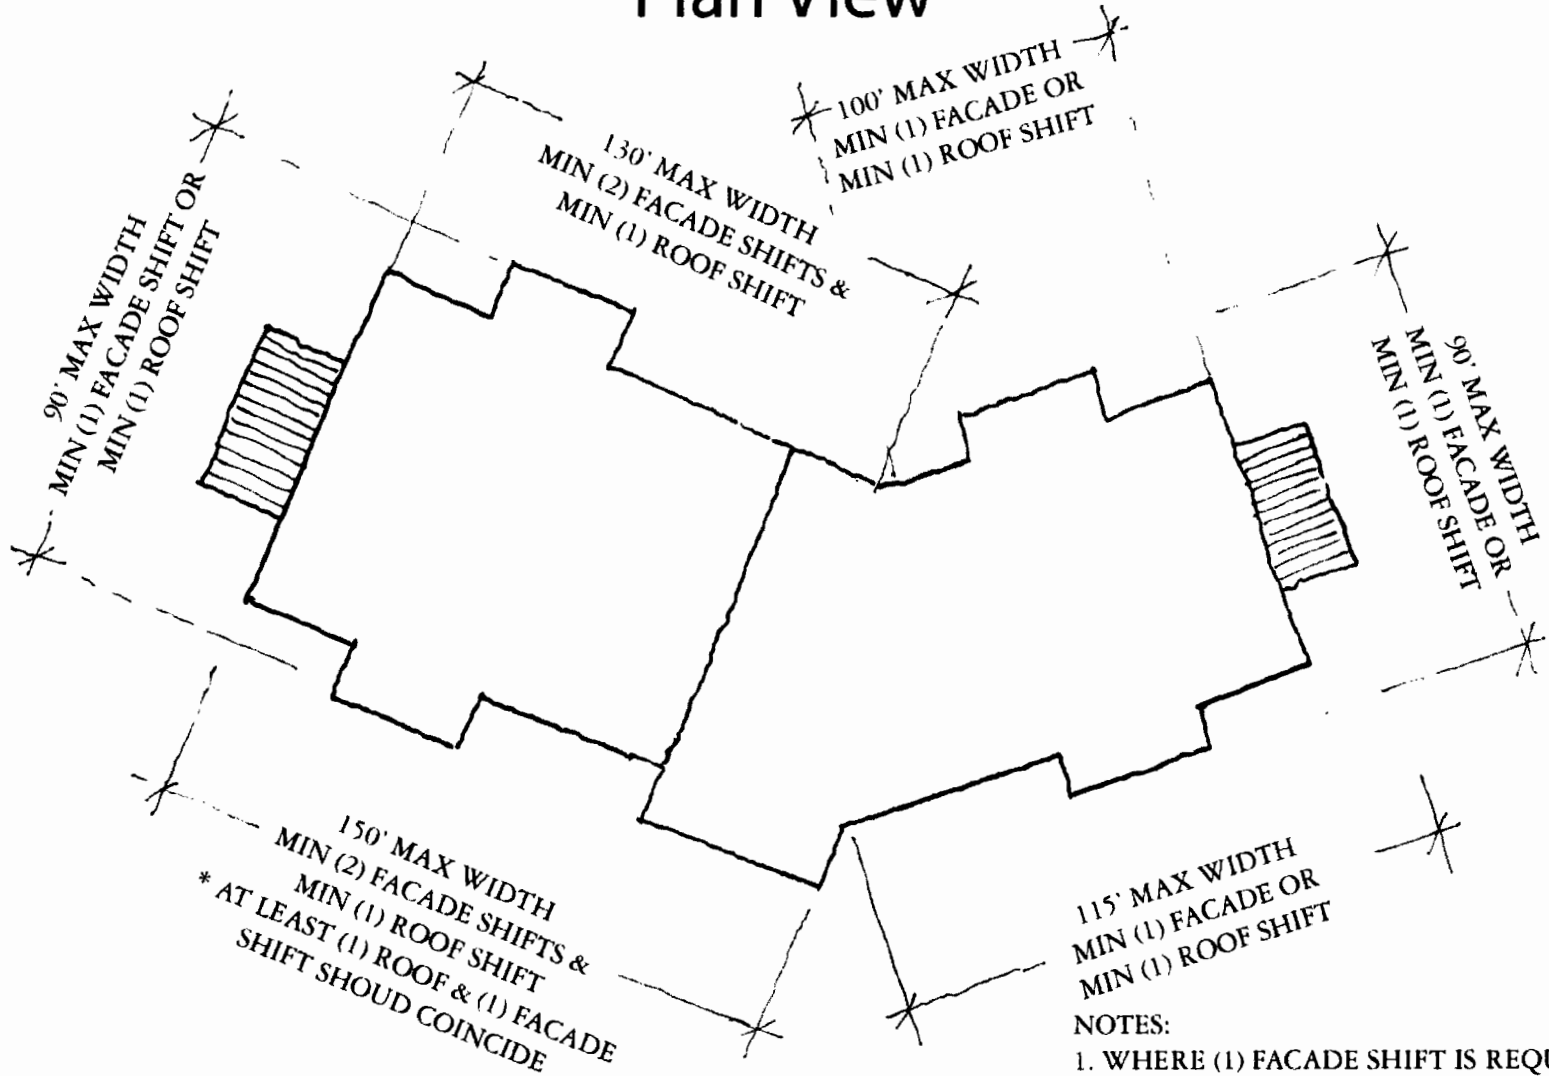 Plan View
100' MAX WIDTH
MIN (1) FACADE OR
MIN (1) ROOF SHIFT
130' MAX WIDTH
MIN (2) FACADE SHIFTS &
MIN (1) ROOF SHIFT
90' MAX WIDTH
MIN (1) FACADE SHIFT OR
MIN (1) ROOF SHIFT
90' MAX WIDTH
MIN (1) FACADE OR
MIN (1) ROOF SHIFT
150' MAX WIDTH
MIN (2) FACADE SHIFTS &
MIN (1) ROOF SHIFT
* AT LEAST (1) ROOF & (1) FACADE
SHIFT SHOUD COINCIDE
115' MAX WIDTH
MIN (1) FACADE OR
MIN (1) ROOF SHIFT
NOTES:
1. WHERE (1) FACADE SHIFT IS